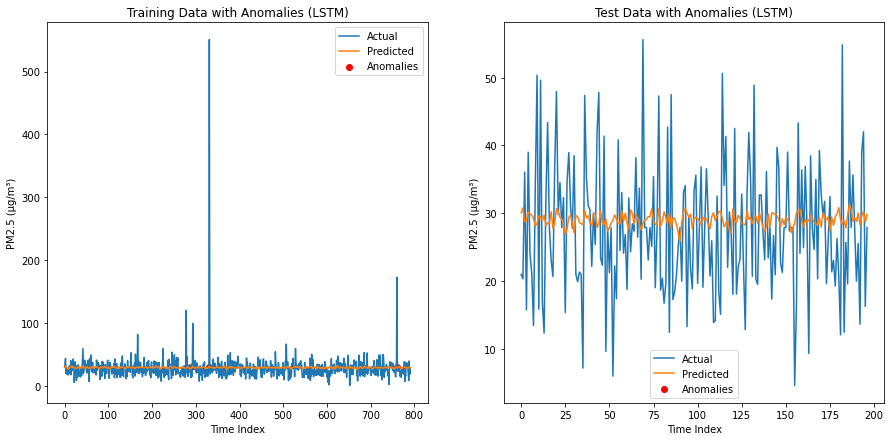 Training Data with Anomalies (LSTM)
Actual
Predicted
Anomalies
500
400
300
200
100
0
PM2.5 (μg/m³)
0 100 200 300 400 500 600 700 800
Time Index
Test Data with Anomalies (LSTM)
50
40
30
20
10
PM2.5 (μg/m³)
Actual
Predicted
Anomalies
0 25 50 75 100 125 150 175 200
Time Index